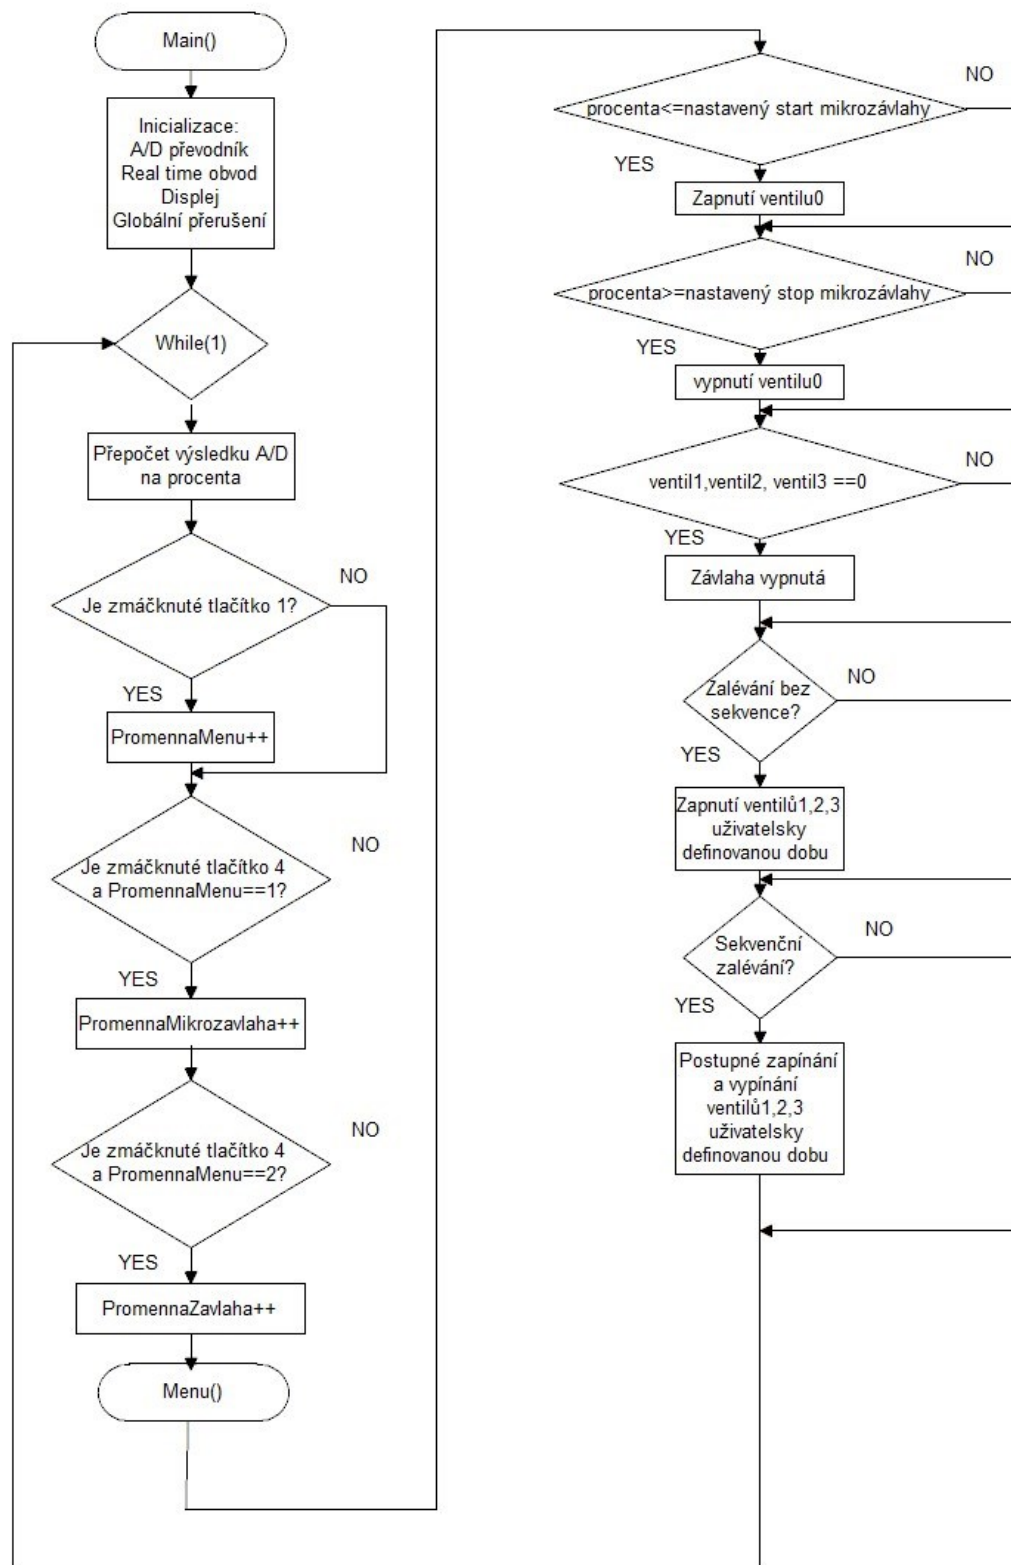 Main()
Inicializace:
A/D převodník
Real time obvod
Displej
Globální přerušení
While(1)
Přepočet výsledku A/D
na procenta
Je zmáčknuté tlačítko 1?
NO
YES
PromennaMenu++
Je zmáčknuté tlačítko 4
a PromennaMenu==1?
NO
YES
PromennaMikrozavlaha++
Je zmáčknuté tlačítko 4
a PromennaMenu==2?
NO
YES
PromennaZavlaha++
Menu()
procenta<=nastavený start mikrozávlahy
NO
YES
Zapnutí ventilu0
procenta>=nastavený stop mikrozávlahy
NO
YES
vypnutí ventilu0
ventil1,ventil2, ventil3 ==0
NO
YES
Závlaha vypnutá
Zalévání bez
sekvence?
NO
YES
Zapnutí ventilů1,2,3
uživatelsky
definovanou dobu
Sekvenční
zalévání?
NO
YES
Postupné zapínání
a vypínání
ventilů1,2,3
uživatelsky
definovanou dobu